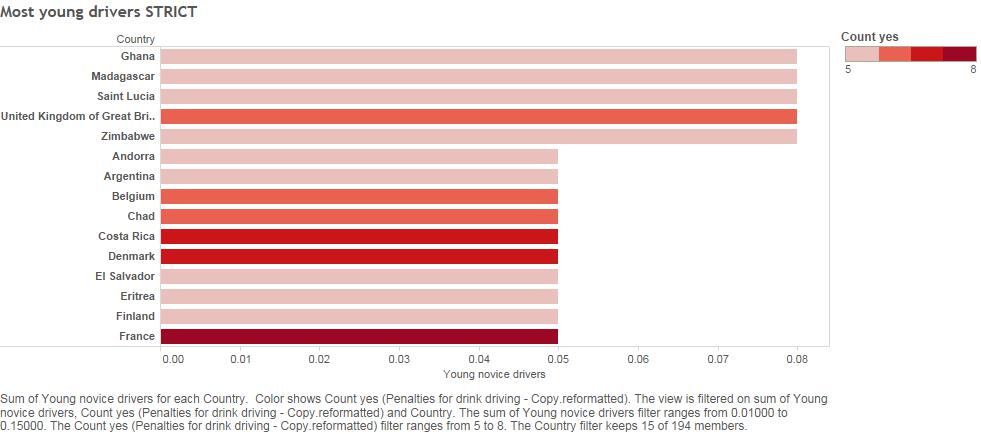 Most young drivers STRICT
Country
Count yes
5 8
Ghana
Madagascar
Saint Lucia
United Kingdom of Great Bri..
Zimbabwe
Andorra
Argentina
Belgium
Chad
Costa Rica
Denmark
El Salvador
Eritrea
Finland
France
0.00 0.01 0.02 0.03 0.04 0.05 0.06 0.07 0.08
Young novice drivers
Sum of Young novice drivers for each Country.  Color shows Count yes (Penalties for drink driving - Copy.reformatted). The view is filtered on sum of Young
novice drivers, Count yes (Penalties for drink driving - Copy.reformatted) and Country. The sum of Young novice drivers filter ranges from 0.01000 to
0.15000. The Count yes (Penalties for drink driving - Copy.reformatted) filter ranges from 5 to 8. The Country filter keeps 15 of 194 members.